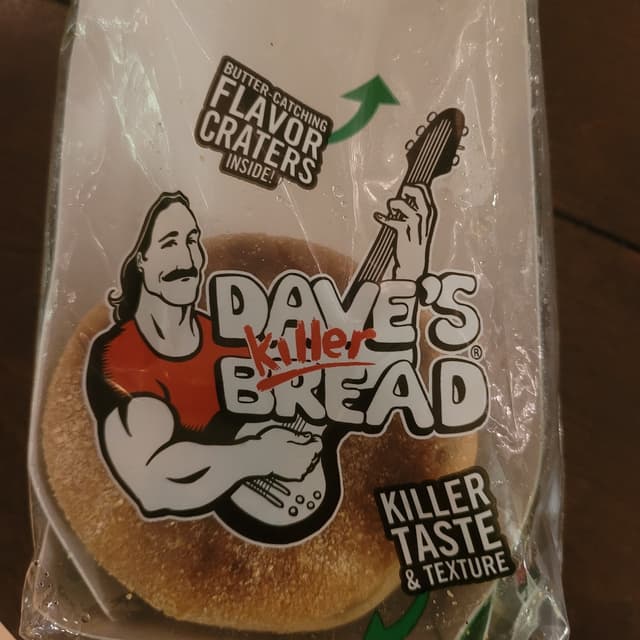 BUTTER-CATCHING
FLAVOR
CRATERS
INSIDE!
DAVE'S
killer
BREAD®
KILLER
TASTE
& TEXTURE